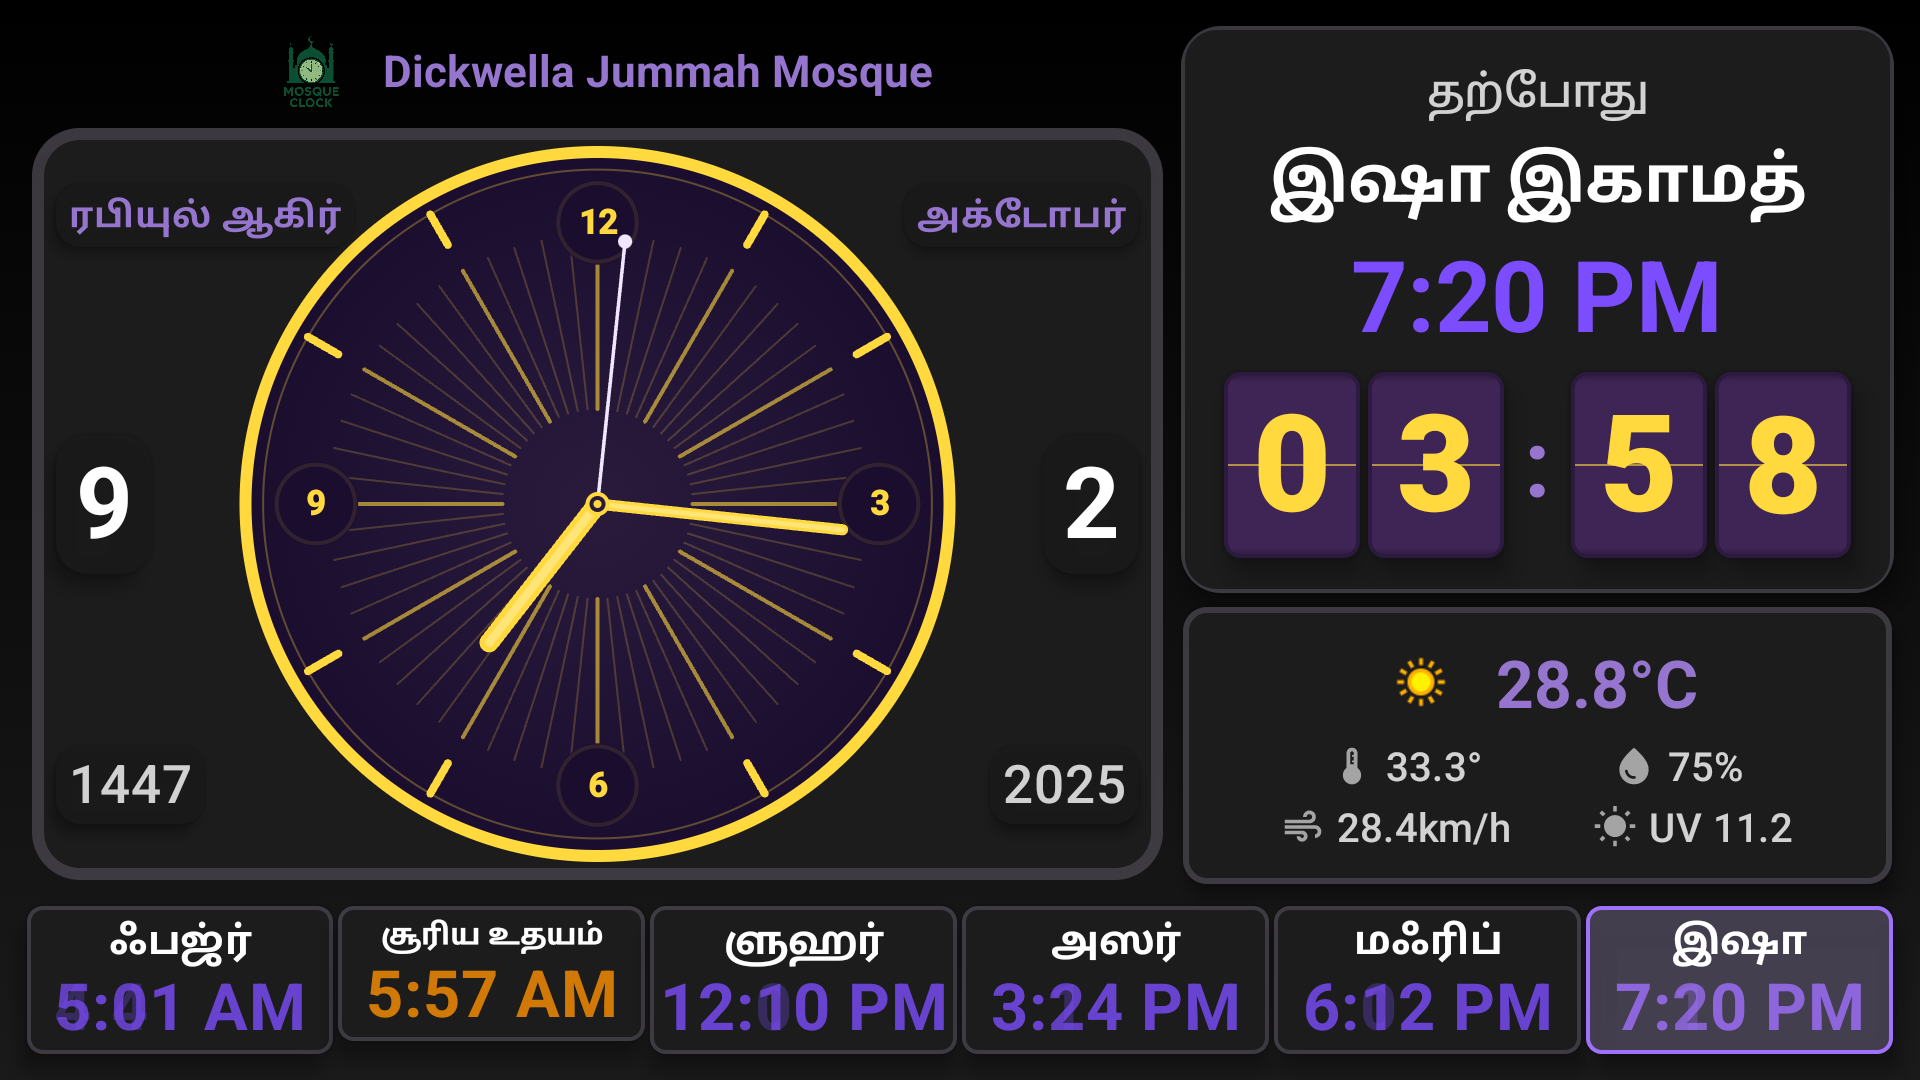 MOSQUE
CLOCK
Dickwella Jummah Mosque
ரபியுல் ஆகிர்
அக்டோபர்
9
2
1447
2025
12
3
6
9
தற்போது
இஷா இகாமத்
7:20 PM
03:58
28.8°C
33.3°
75%
28.4km/h
UV 11.2
ஃபஜ்ர்
5:01 AM
சூரிய உதயம்
5:57 AM
ளுஹர்
12:10 PM
அஸர்
3:24 PM
மஃரிப்
6:12 PM
இஷா
7:20 PM